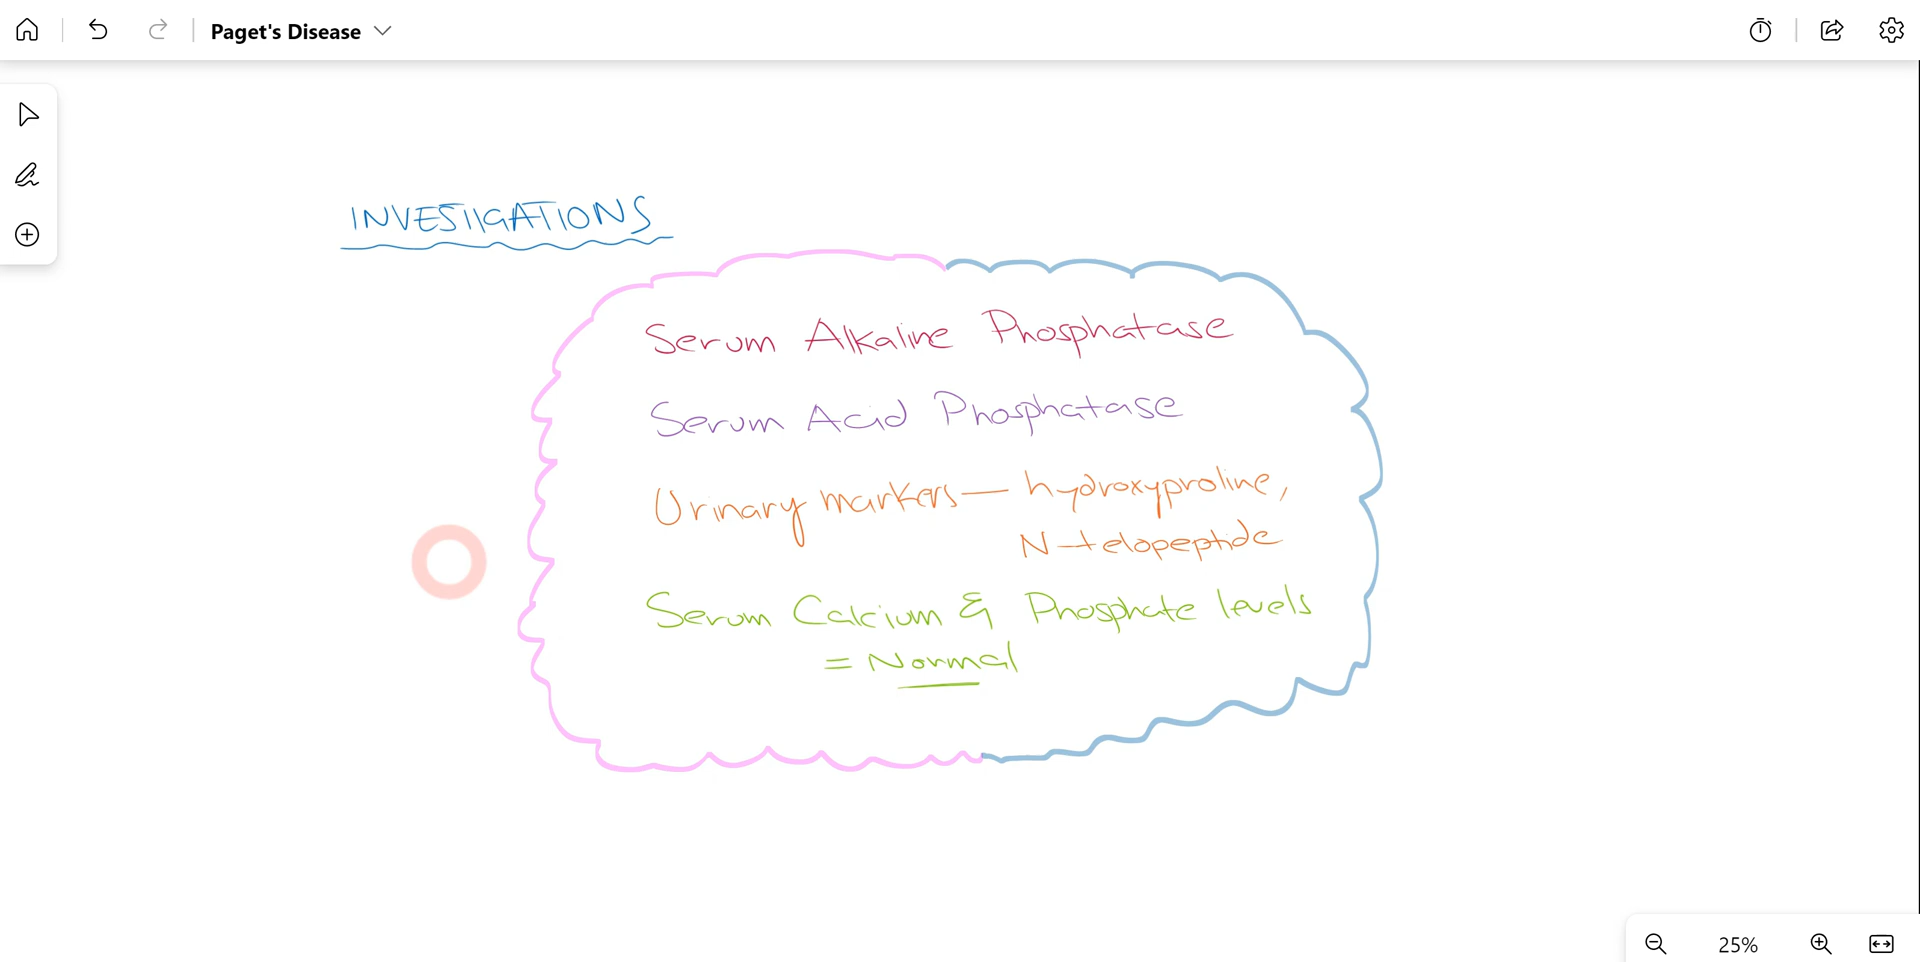 Paget's Disease
INVESTIGATIONS
Serum Alkaline Phosphatase
Serum Acid Phosphatase
Urinary markers — hydroxyproline,
N-telopeptide
Serum Calcium & Phosphate levels
= Normal
25%